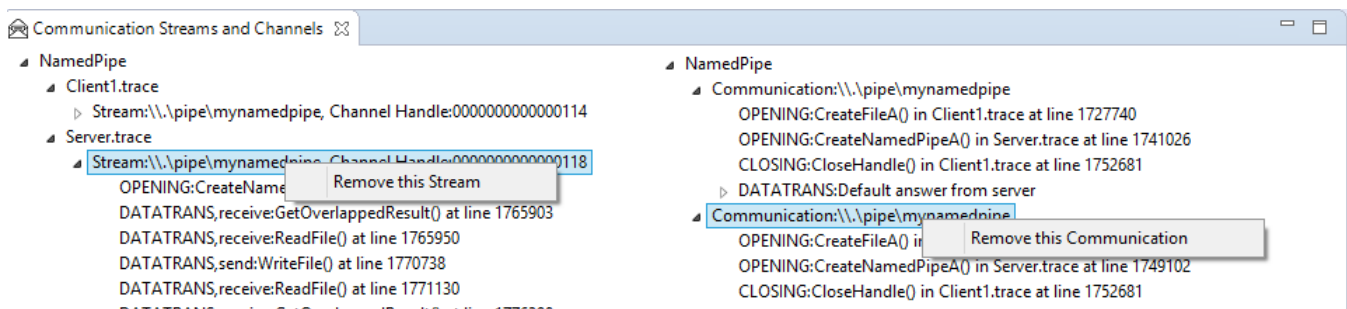 Communication Streams and Channels
NamedPipe
Client1.trace
Stream:\\.\pipe\mynamedpipe, Channel Handle:0000000000000114
Server.trace
Stream:\\.\pipe\mynamedpipe, Channel Handle:0000000000000118
Remove this Stream
OPENING:CreateName
DATATRANS,receive:GetOverlappedResult() at line 1765903
DATATRANS,receive:ReadFile() at line 1765950
DATATRANS,send:WriteFile() at line 1770738
DATATRANS,receive:ReadFile() at line 1771130
NamedPipe
Communication:\\.\pipe\mynamedpipe
OPENING:CreateFileA() in Client1.trace at line 1727740
OPENING:CreateNamedPipeA() in Server.trace at line 1741026
CLOSING:CloseHandle() in Client1.trace at line 1752681
DATATRANS:Default answer from server
Communication:\\.\pipe\mynamedpipe
Remove this Communication
OPENING:CreateFileA() i
OPENING:CreateNamedPipeA() in Server.trace at line 1749102
CLOSING:CloseHandle() in Client1.trace at line 1752681